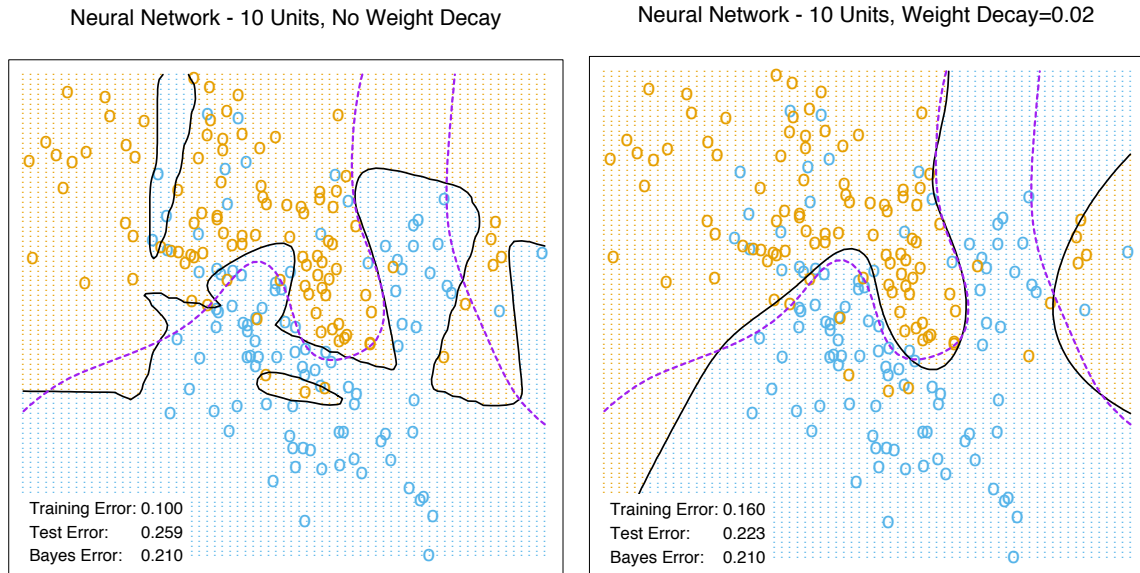 Neural Network - 10 Units, No Weight Decay
Training Error: 0.100
Test Error: 0.259
Bayes Error: 0.210
Neural Network - 10 Units, Weight Decay=0.02
Training Error: 0.160
Test Error: 0.223
Bayes Error: 0.210